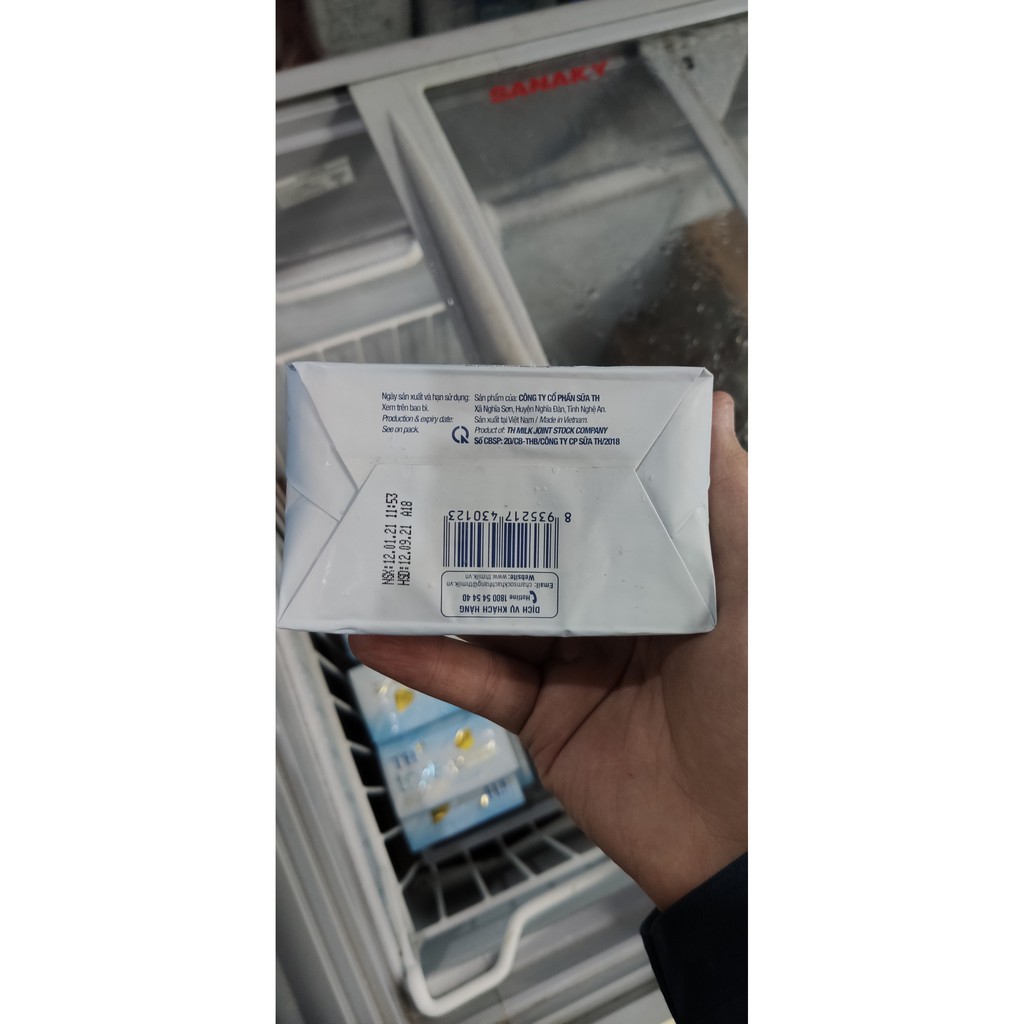 SANAKY
Ngày sản xuất và hạn sử dụng:
Xem trên bao bì.
Production & expiry date:
See on pack.
Sản phẩm của: CÔNG TY CỔ PHẦN SỮA TH
Xã Nghĩa Sơn, Huyện Nghĩa Đàn, Tỉnh Nghệ An.
Sản xuất tại Việt Nam / Made in Vietnam.
Product of: TH MILK JOINT STOCK COMPANY
Số CBSP: 20/CB-THB/CÔNG TY CP SỮA TH/2018
NSX:12.01.21 11:53
HSD:12.09.21 A18
8 935217 430123
DỊCH VỤ KHÁCH HÀNG
Hotline 1800 54 54 40
Email: chamsockhachhang@thmilk.vn
Website: www.thmilk.vn